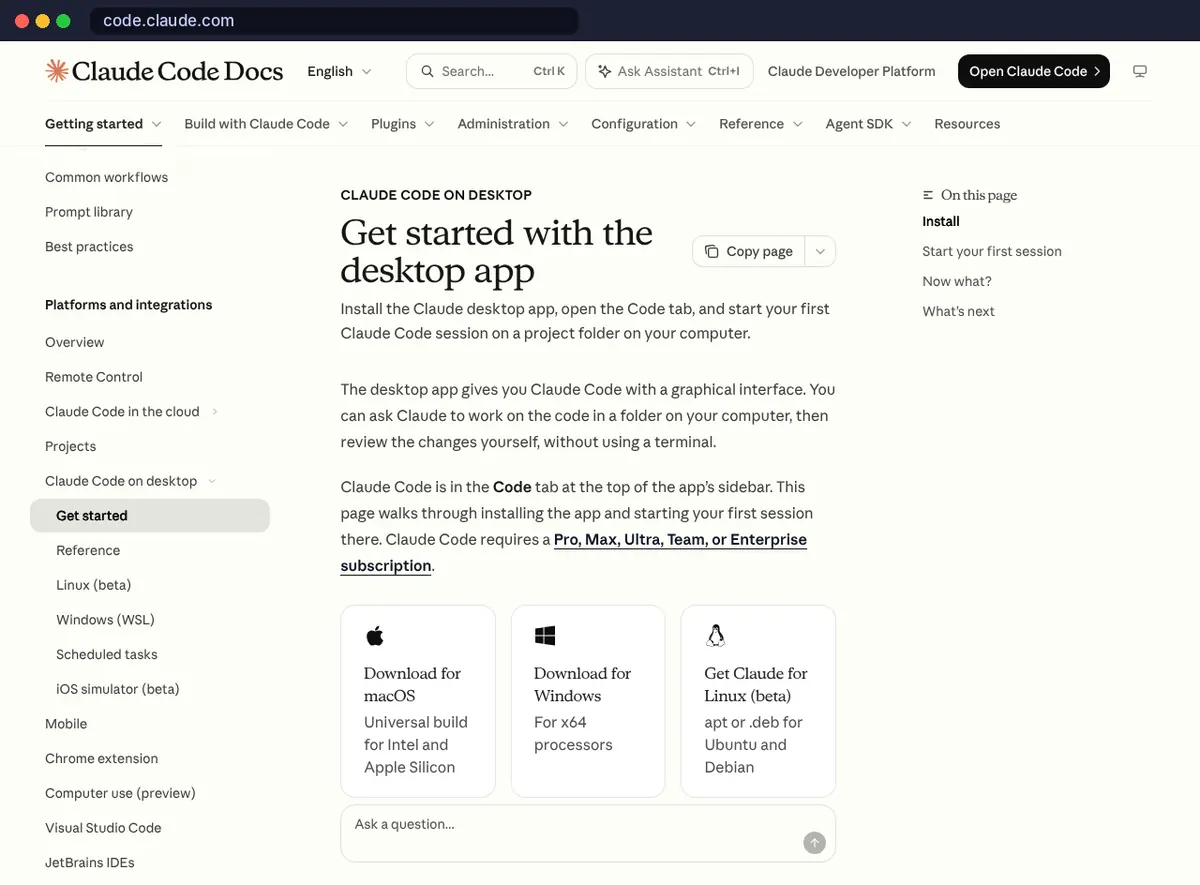 code.claude.com
Claude Code Docs
English
Search...
Ctrl K
Ask Assistant
Ctrl+I
Claude Developer Platform
Open Claude Code
Getting started
Build with Claude Code
Plugins
Administration
Configuration
Reference
Agent SDK
Resources
Common workflows
Prompt library
Best practices
Platforms and integrations
Overview
Remote Control
Claude Code in the cloud
Projects
Claude Code on desktop
Get started
Reference
Linux (beta)
Windows (WSL)
Scheduled tasks
iOS simulator (beta)
Mobile
Chrome extension
Computer use (preview)
Visual Studio Code
JetBrains IDEs
CLAUDE CODE ON DESKTOP
Get started with the
desktop app
Copy page
Install the Claude desktop app, open the Code tab, and start your first
Claude Code session on a project folder on your computer.
The desktop app gives you Claude Code with a graphical interface. You
can ask Claude to work on the code in a folder on your computer, then
review the changes yourself, without using a terminal.
Claude Code is in the Code tab at the top of the app's sidebar. This
page walks through installing the app and starting your first session
there. Claude Code requires a Pro, Max, Ultra, Team, or Enterprise
subscription.
Download for
macOS
Universal build
for Intel and
Apple Silicon
Download for
Windows
For x64
processors
Get Claude for
Linux (beta)
apt or .deb for
Ubuntu and
Debian
Ask a question...
On this page
Install
Start your first session
Now what?
What's next